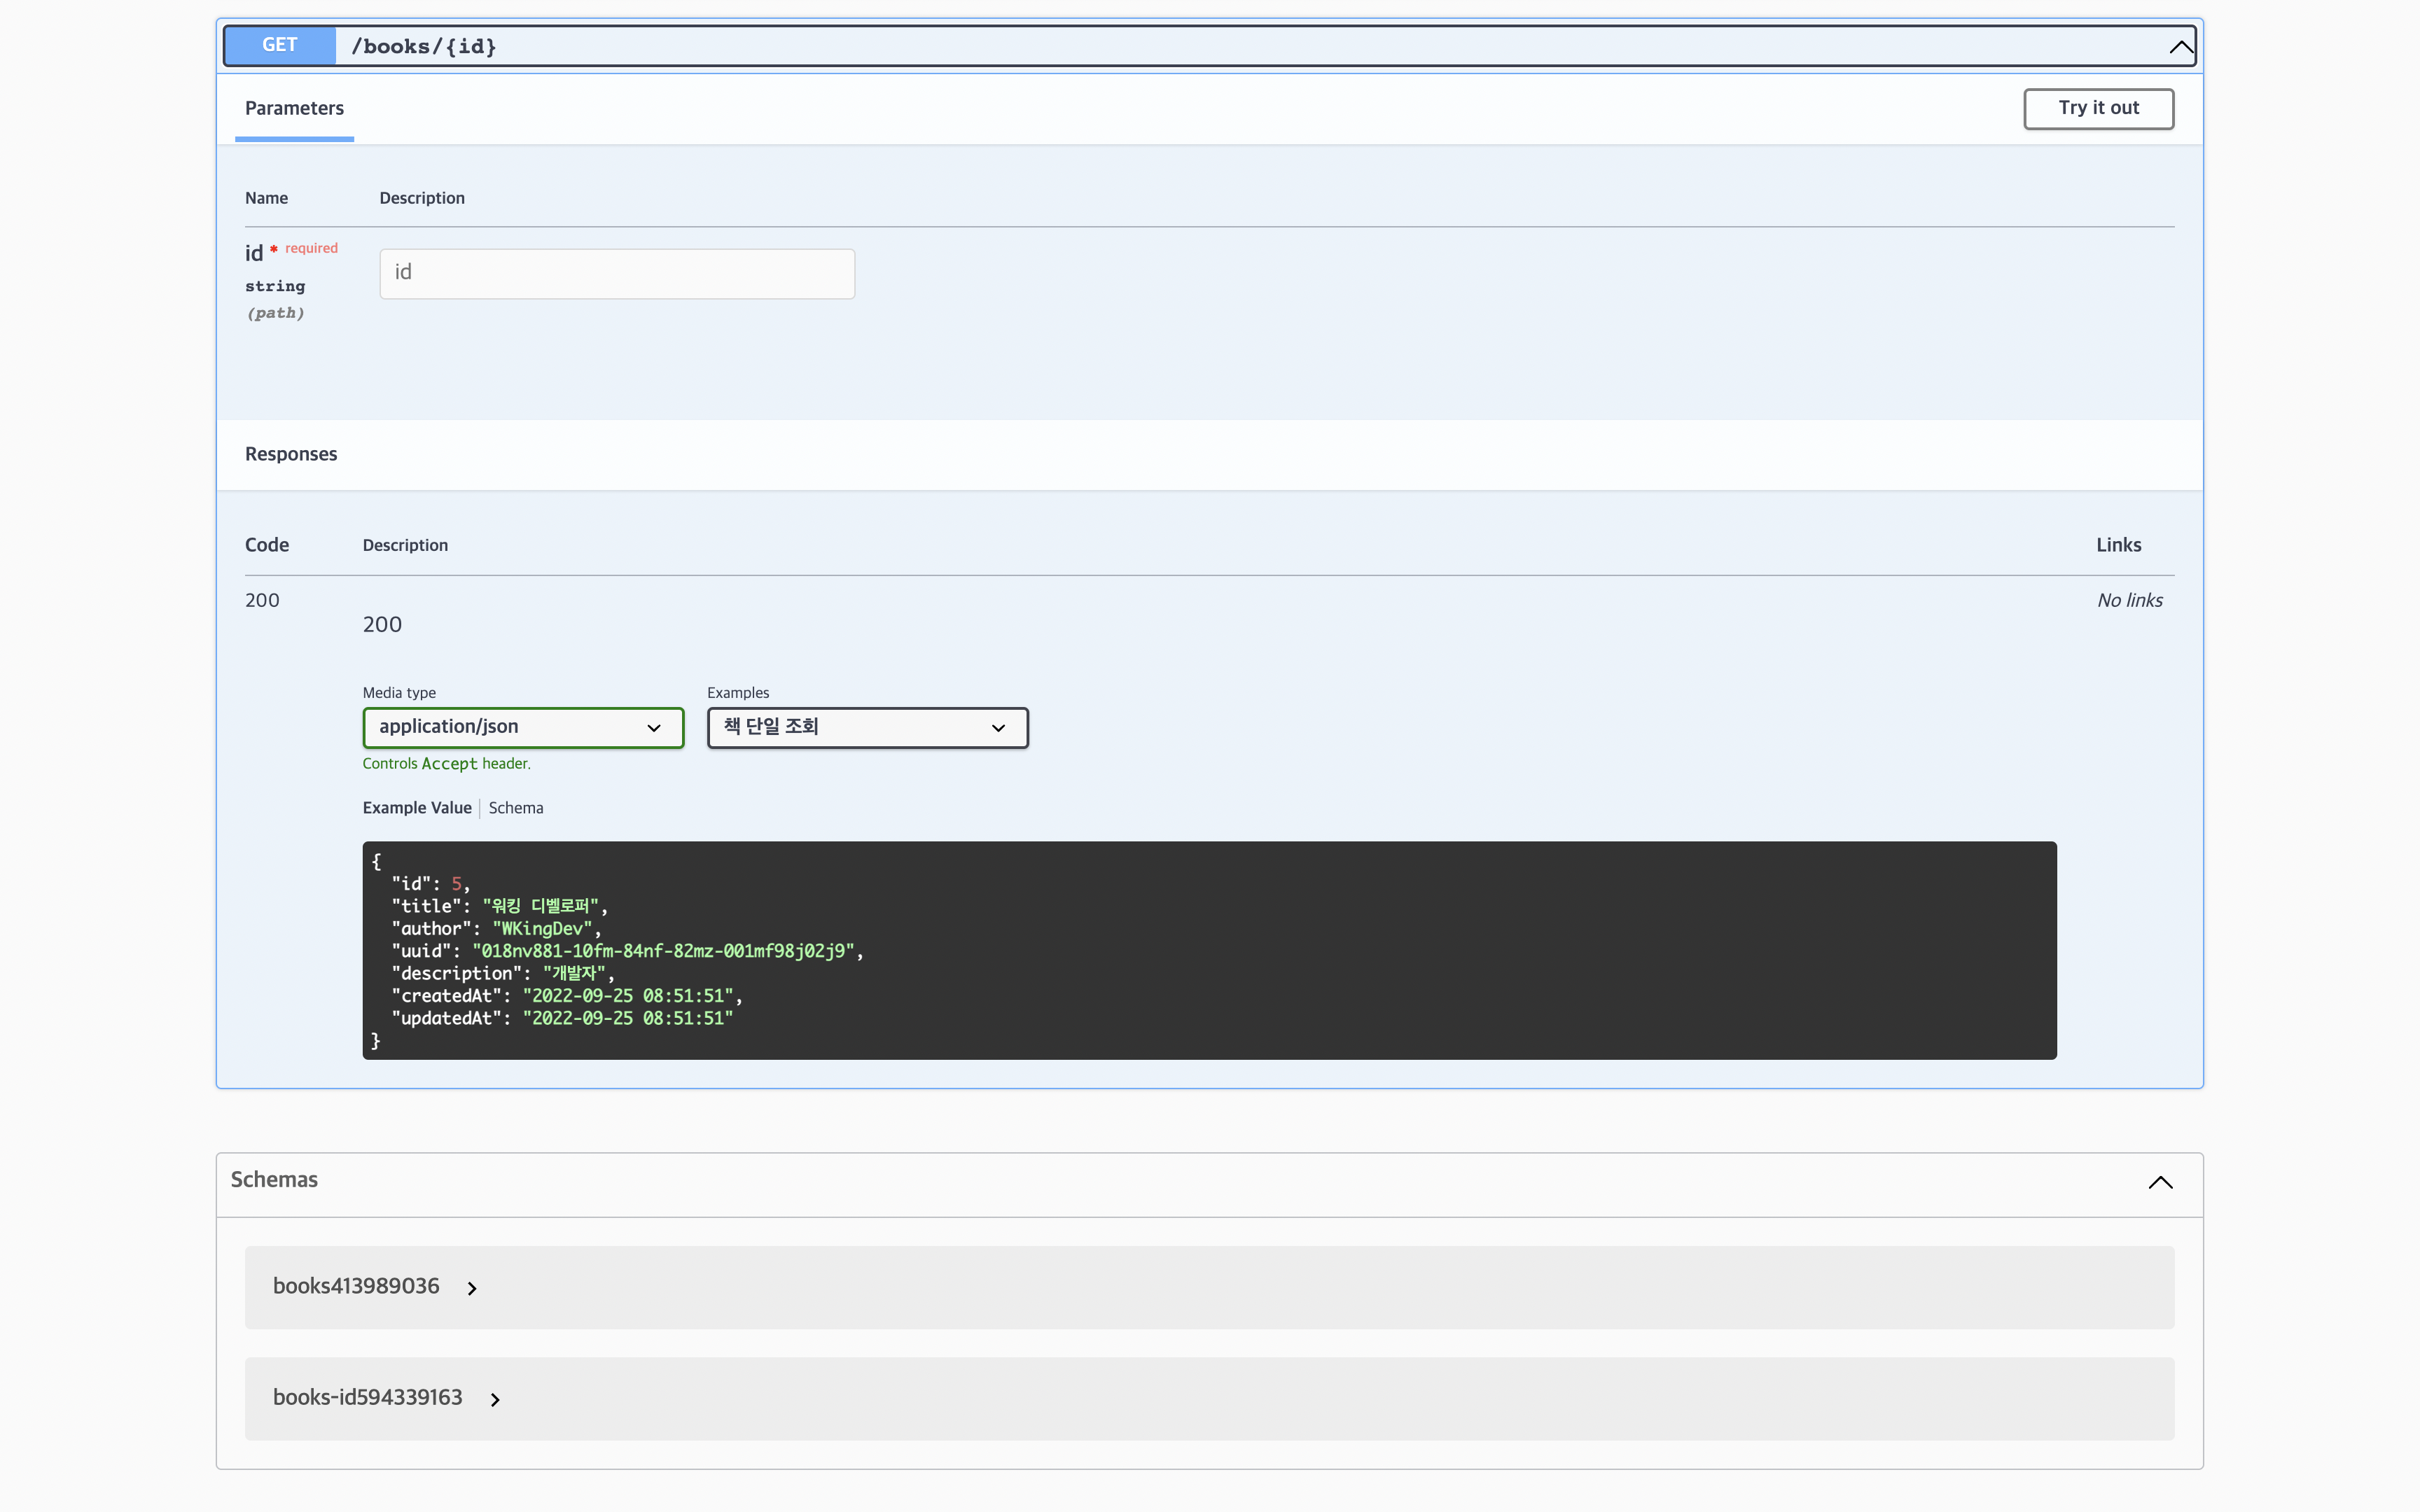 GET /books/{id}
Parameters
Try it out
Name Description
id * required
id
string
(path)
Responses
Code Description Links
200 No links
200
Media type Examples
application/json 책 단일 조회
Controls Accept header.
Example Value Schema
{
"id": 5,
"title": "워킹 디벨로퍼",
"author": "WKingDev",
"uuid": "018nv881-10fm-84nf-82mz-001mf98j02j9",
"description": "개발자",
"createdAt": "2022-09-25 08:51:51",
"updatedAt": "2022-09-25 08:51:51"
}
Schemas
books413989036
books-id594339163